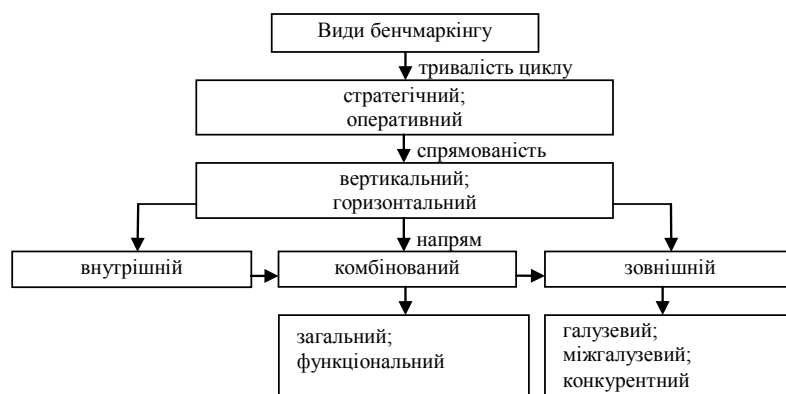 Види бенчмаркінгу
тривалість циклу
стратегічний;
оперативний
спрямованість
вертикальний;
горизонтальний
напрям
внутрішній
комбінований
зовнішній
загальний;
функціональний
галузевий;
міжгалузевий;
конкурентний